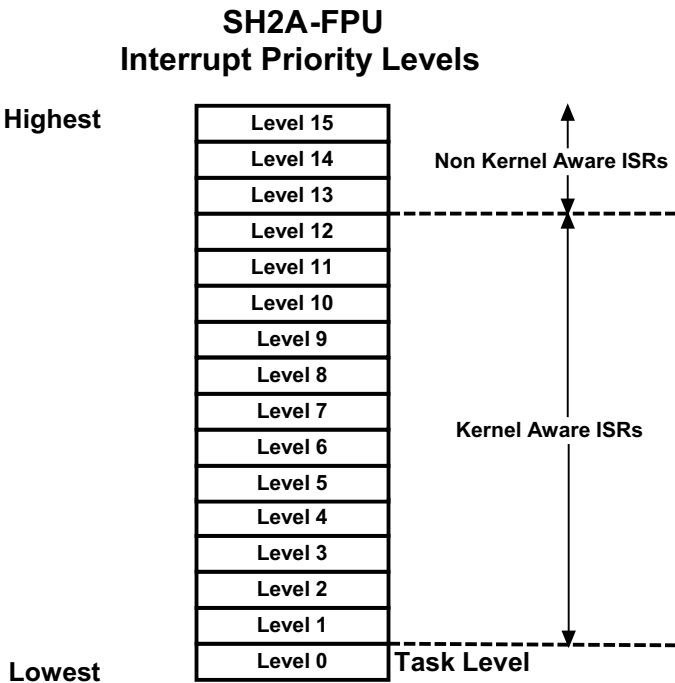 SH2A-FPU
Interrupt Priority Levels
Highest
Level 15
Level 14
Non Kernel Aware ISRs
Level 13
Level 12
Level 11
Level 10
Level 9
Level 8
Level 7
Kernel Aware ISRs
Level 6
Level 5
Level 4
Level 3
Level 2
Level 1
Level 0
Task Level
Lowest